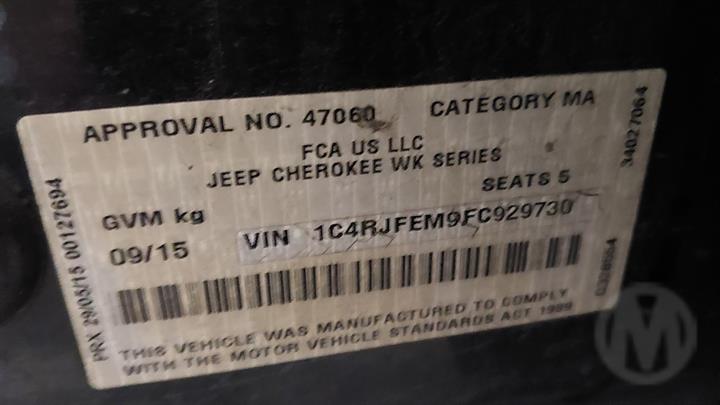 APPROVAL NO. 47060 CATEGORY MA
FCA US LLC
JEEP CHEROKEE WK SERIES
GVM kg SEATS 5
09/15 VIN 1C4RJFEM9FC929730
THIS VEHICLE WAS MANUFACTURED TO COMPLY
WITH THE MOTOR VEHICLE STANDARDS ACT 1989
PRX 29/05/15 00127694
34027064
M